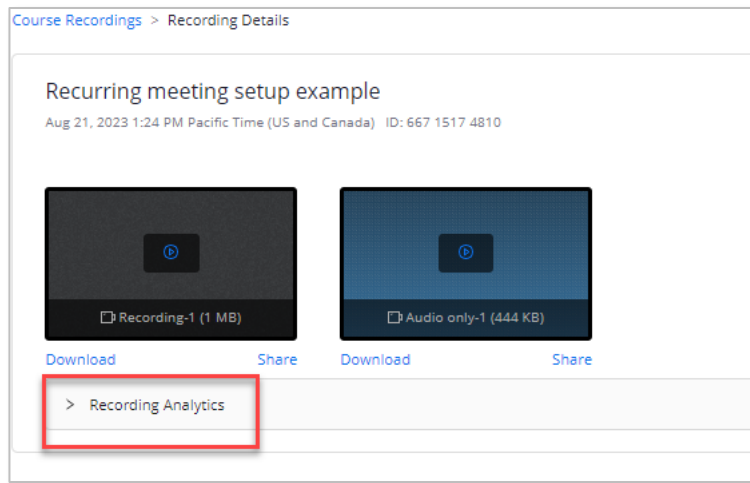 Course Recordings > Recording Details
Recurring meeting setup example
Aug 21, 2023 1:24 PM Pacific Time (US and Canada) ID: 667 1517 4810
Recording-1 (1 MB)
Audio only-1 (444 KB)
Download Share Download Share
> Recording Analytics